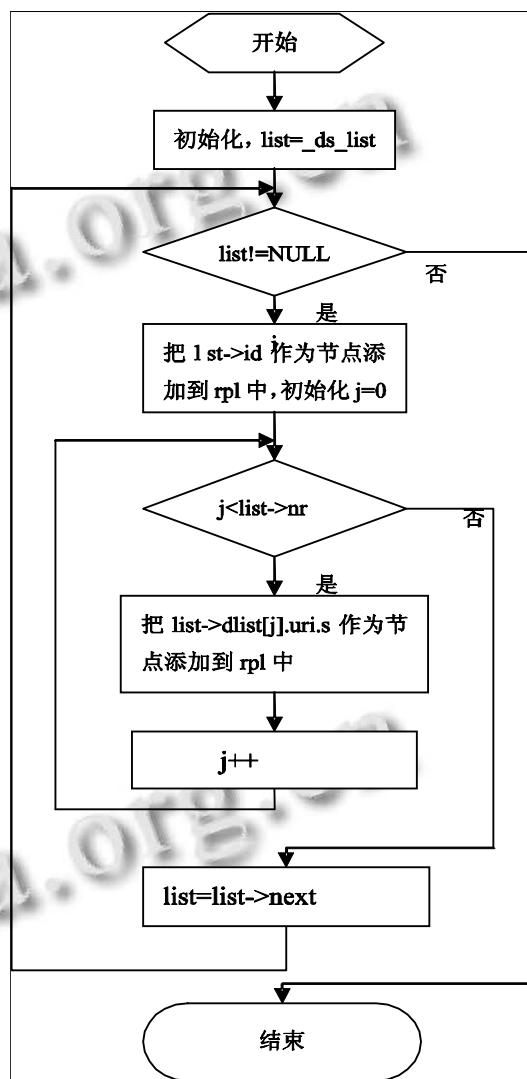 开始
初始化，list=_ds_list
list!=NULL
否
是
把 list->id 作为节点添
加到 rpl 中，初始化 j=0
j<list->nr
否
是
把 list->dlist[j].uri.s 作为节
点添加到 rpl 中
j++
list=list->next
结束